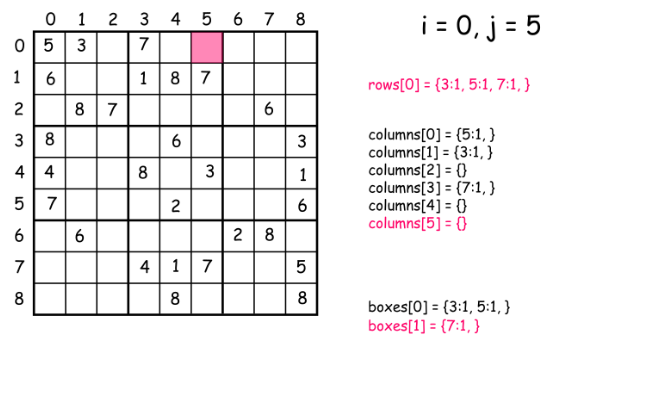 0 1 2 3 4 5 6 7 8
i = 0, j = 5
0 5 3 7
1 6 1 8 7
rows[0] = {3:1, 5:1, 7:1, }
2 8 7 6
3 8 6 3
columns[0] = {5:1, }
columns[1] = {3:1, }
4 4 8 3 1
columns[2] = {}
columns[3] = {7:1, }
5 7 2 6
columns[4] = {}
columns[5] = {}
6 6 2 8
7 4 1 7 5
8 8 8
boxes[0] = {3:1, 5:1, }
boxes[1] = {7:1, }